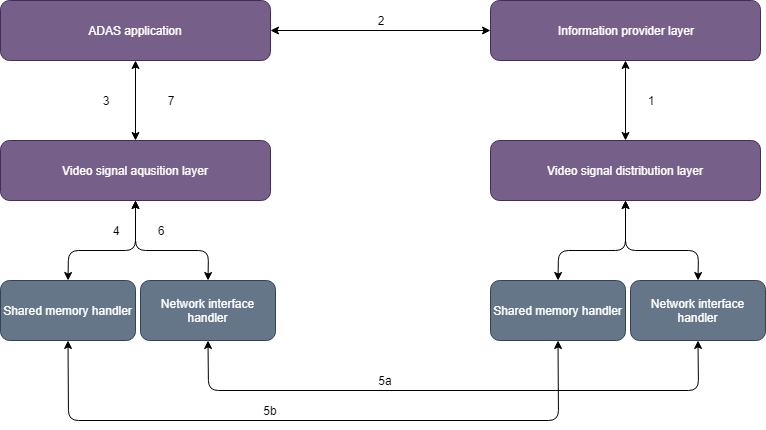 ADAS application
2
Information provider layer
3
7
1
Video signal aqusition layer
Video signal distribution layer
4
6
Shared memory handler
Network interface
handler
Shared memory handler
Network interface
handler
5a
5b